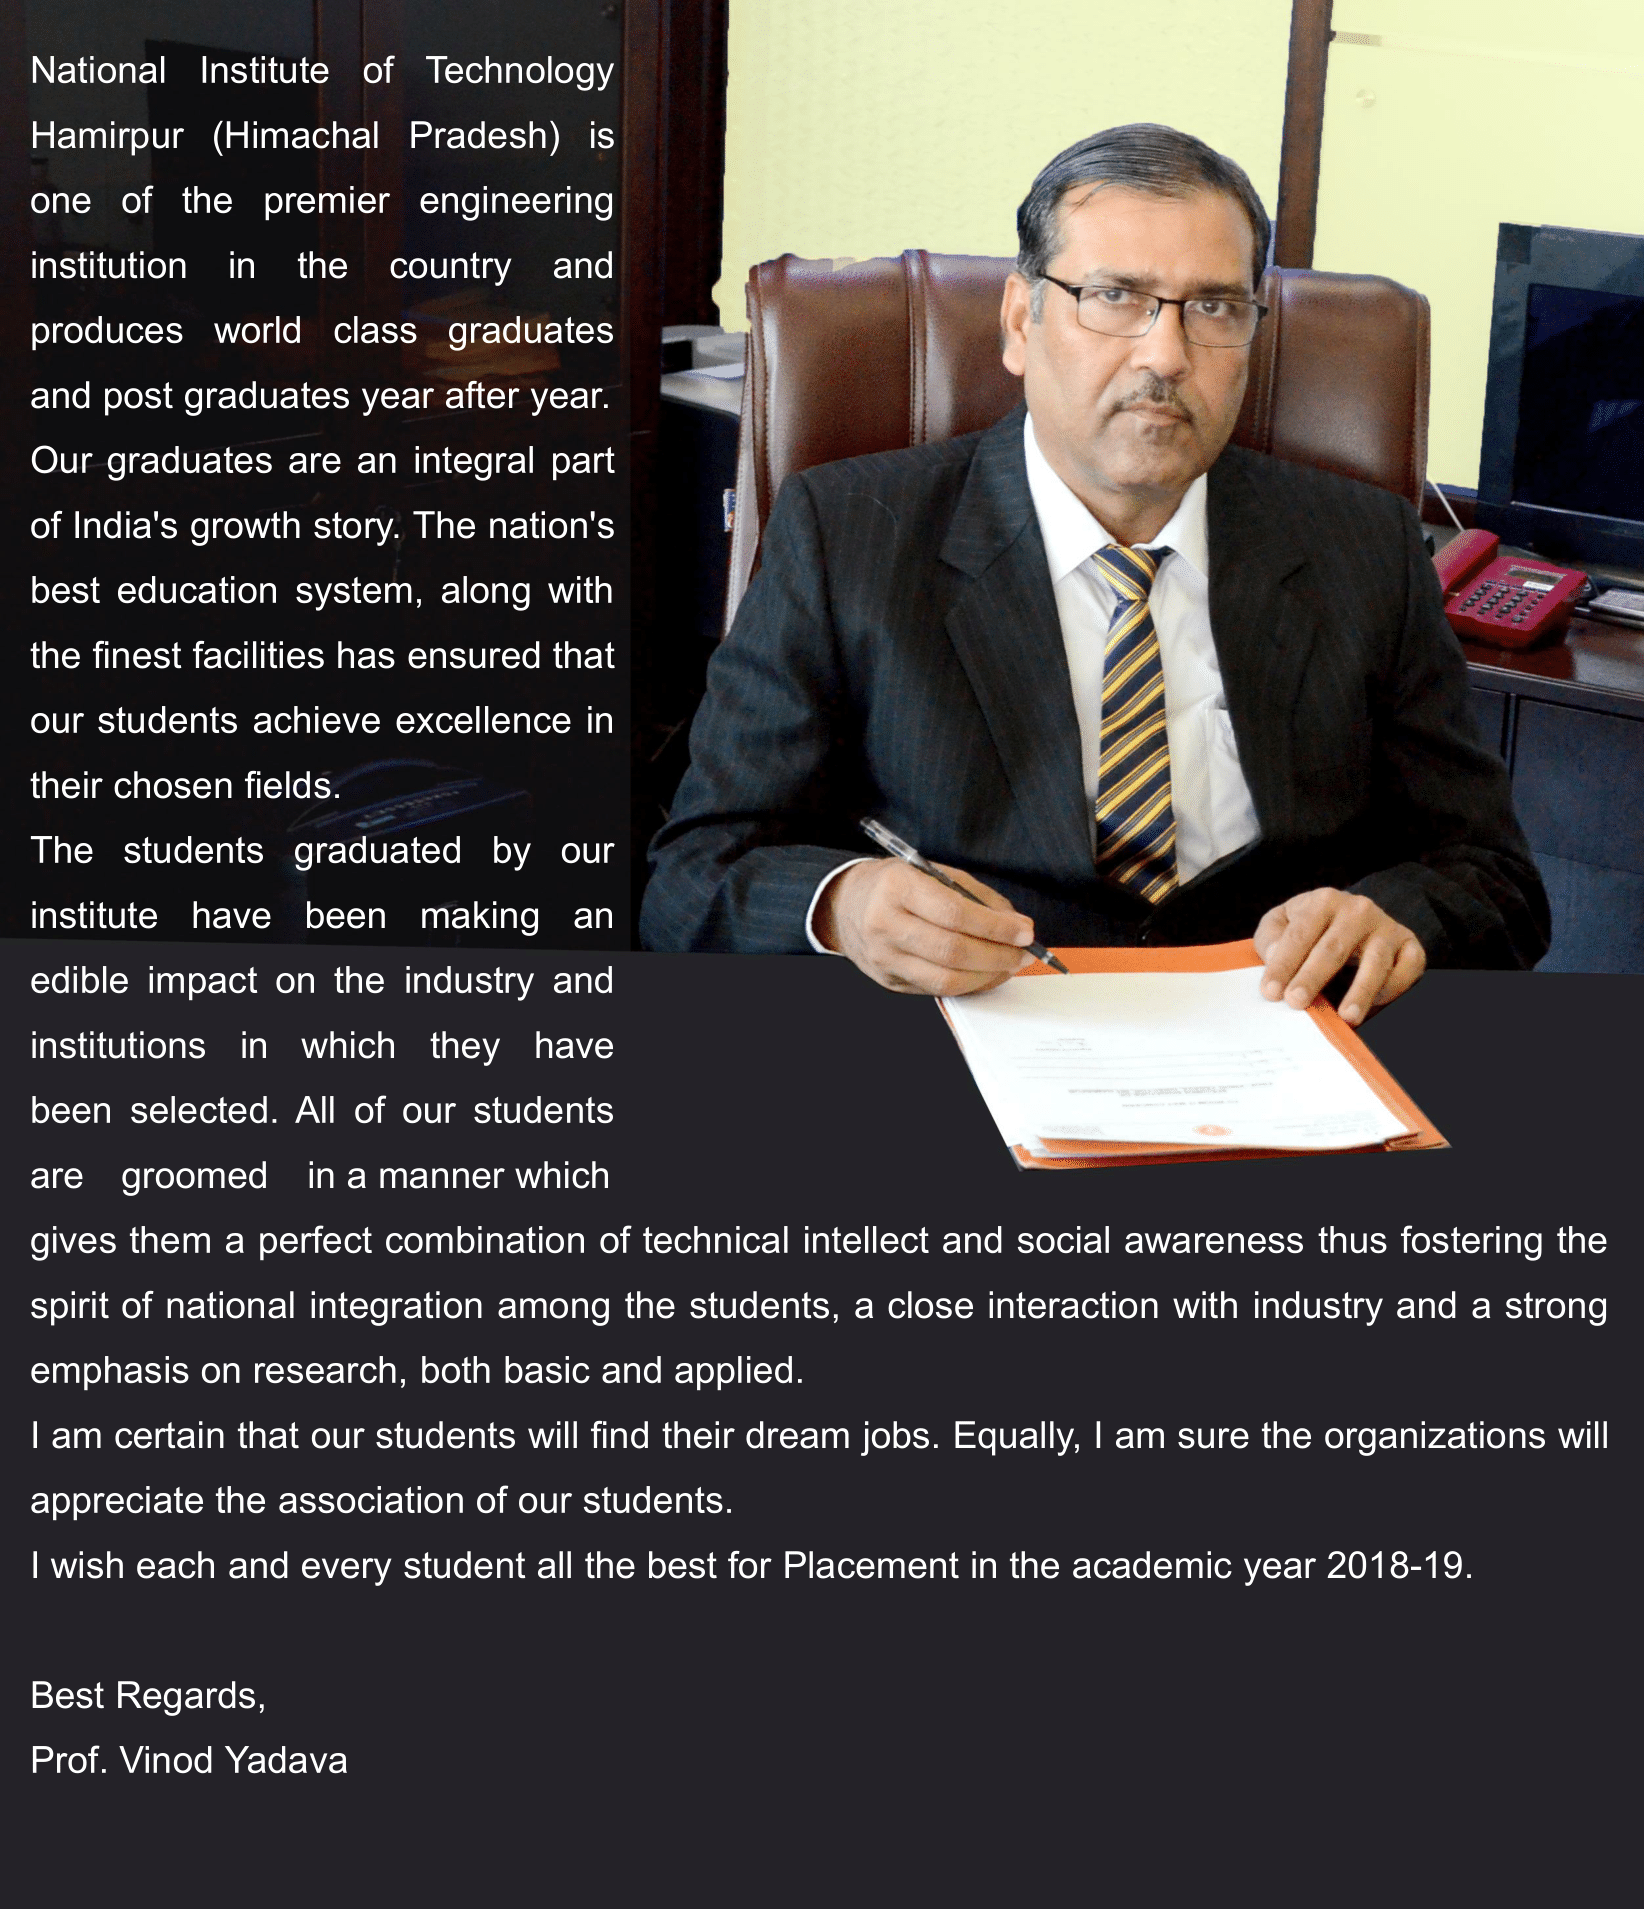 National Institute of Technology
Hamirpur (Himachal Pradesh) is
one of the premier engineering
institution in the country and
produces world class graduates
and post graduates year after year.
Our graduates are an integral part
of India's growth story. The nation's
best education system, along with
the finest facilities has ensured that
our students achieve excellence in
their chosen fields.
The students graduated by our
institute have been making an
edible impact on the industry and
institutions in which they have
been selected. All of our students
are groomed in a manner which
gives them a perfect combination of technical intellect and social awareness thus fostering the
spirit of national integration among the students, a close interaction with industry and a strong
emphasis on research, both basic and applied.
I am certain that our students will find their dream jobs. Equally, I am sure the organizations will
appreciate the association of our students.
I wish each and every student all the best for Placement in the academic year 2018-19.
Best Regards,
Prof. Vinod Yadava